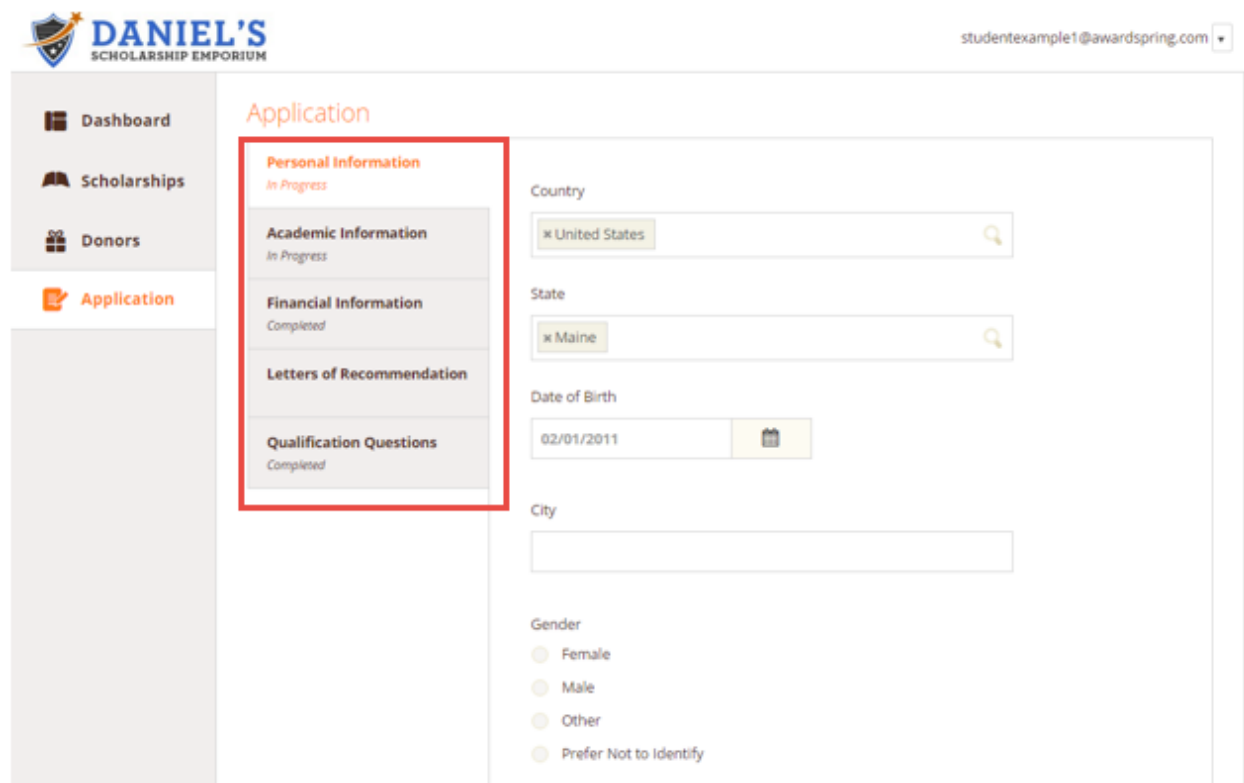 DANIEL'S
SCHOLARSHIP EMPORIUM
studentexample1@awardspring.com
Dashboard
Scholarships
Donors
Application
Application
Personal Information
In Progress
Academic Information
In Progress
Financial Information
Completed
Letters of Recommendation
Qualification Questions
Completed
Country
× United States
State
× Maine
Date of Birth
02/01/2011
City
Gender
Female
Male
Other
Prefer Not to Identify